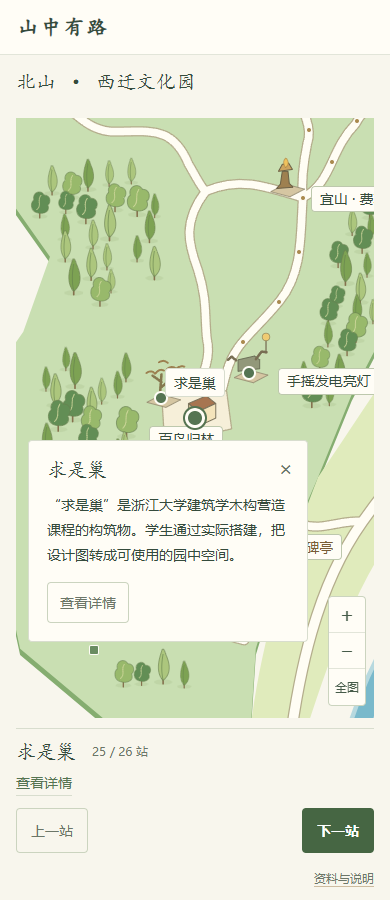 山中有路
北山 • 西迁文化园
宜山 · 费
求是巢
手摇发电亮灯
百鸟归林
碑亭
求是巢
×
“求是巢”是浙江大学建筑学木构营造
课程的构筑物。学生通过实际搭建，把
设计图转成可使用的园中空间。
查看详情
+
−
全图
求是巢 25 / 26 站
查看详情
上一站
下一站
资料与说明